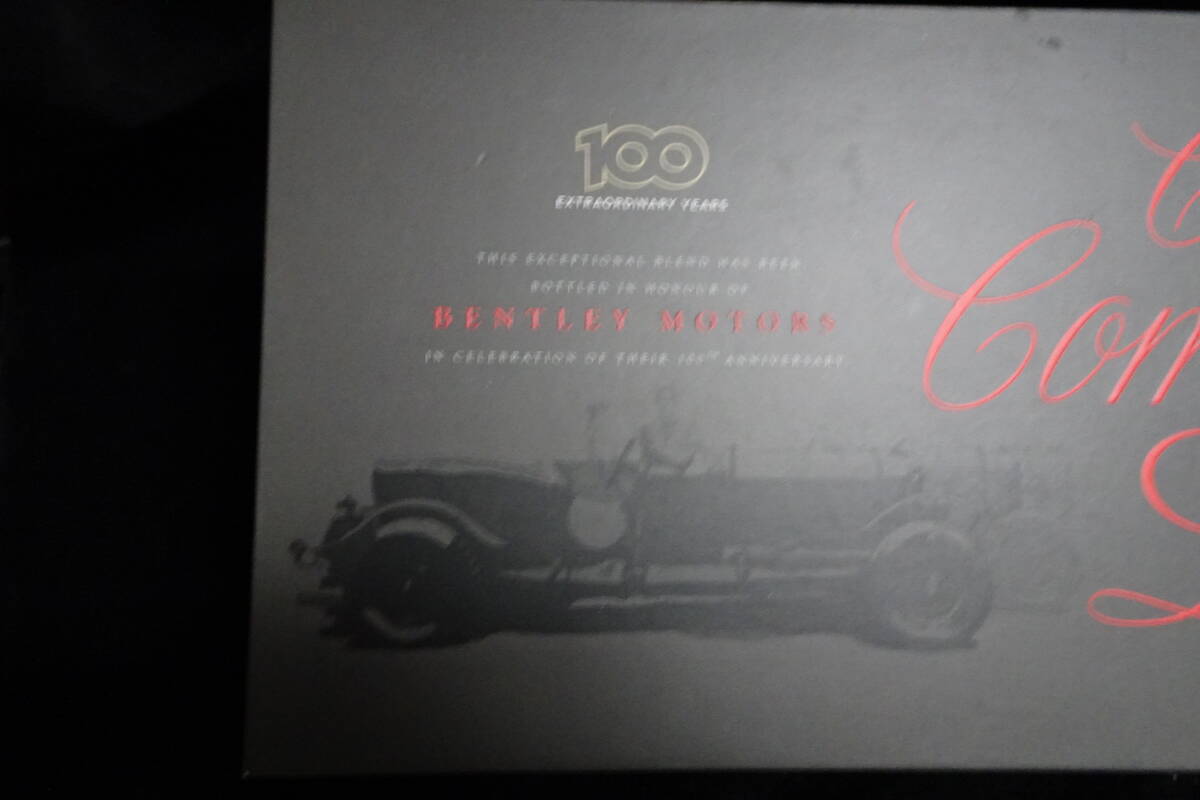 100
EXTRAORDINARY YEARS
THIS EXCEPTIONAL BLEND HAS BEEN
BOTTLED IN HONOUR OF
BENTLEY MOTORS
IN CELEBRATION OF THEIR 100TH ANNIVERSARY
Com